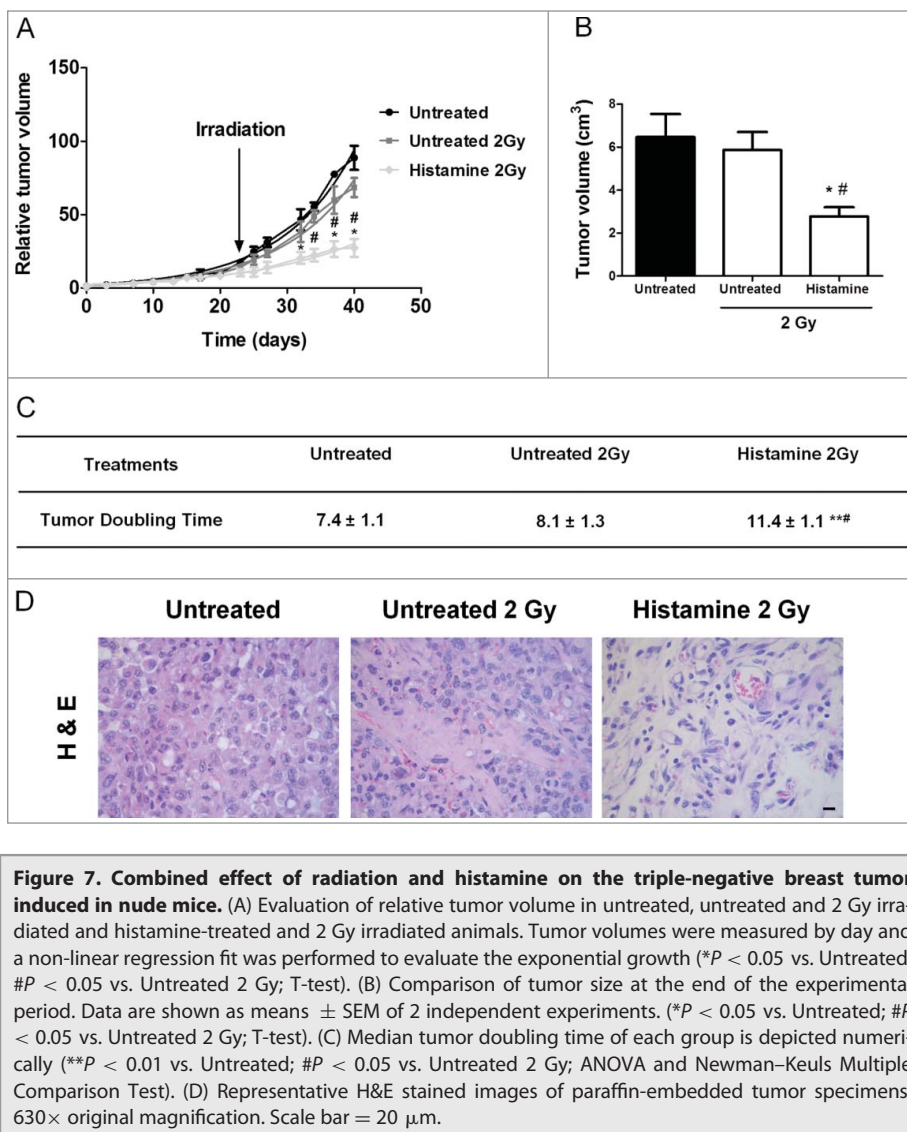 A
150
100
50
0
Relative tumor volume
Irradiation
Untreated
Untreated 2Gy
Histamine 2Gy
#
#
#
*
*
*
0
10
20
30
40
50
Time (days)
B
Tumor volume (cm³)
8
6
4
2
0
* #
Untreated
Untreated
Histamine
2 Gy
C
Treatments Untreated Untreated 2Gy Histamine 2Gy
Tumor Doubling Time 7.4 ± 1.1 8.1 ± 1.3 11.4 ± 1.1 **#
D
Untreated Untreated 2 Gy Histamine 2 Gy
H & E
Figure 7. Combined effect of radiation and histamine on the triple-negative breast tumor
induced in nude mice. (A) Evaluation of relative tumor volume in untreated, untreated and 2 Gy irra-
diated and histamine-treated and 2 Gy irradiated animals. Tumor volumes were measured by day and
a non-linear regression fit was performed to evaluate the exponential growth (*P < 0.05 vs. Untreated
#P < 0.05 vs. Untreated 2 Gy; T-test). (B) Comparison of tumor size at the end of the experimenta
period. Data are shown as means ± SEM of 2 independent experiments. (*P < 0.05 vs. Untreated; #P
< 0.05 vs. Untreated 2 Gy; T-test). (C) Median tumor doubling time of each group is depicted numeri-
cally (**P < 0.01 vs. Untreated; #P < 0.05 vs. Untreated 2 Gy; ANOVA and Newman–Keuls Multiple
Comparison Test). (D) Representative H&E stained images of paraffin-embedded tumor specimens
630× original magnification. Scale bar = 20 μm.